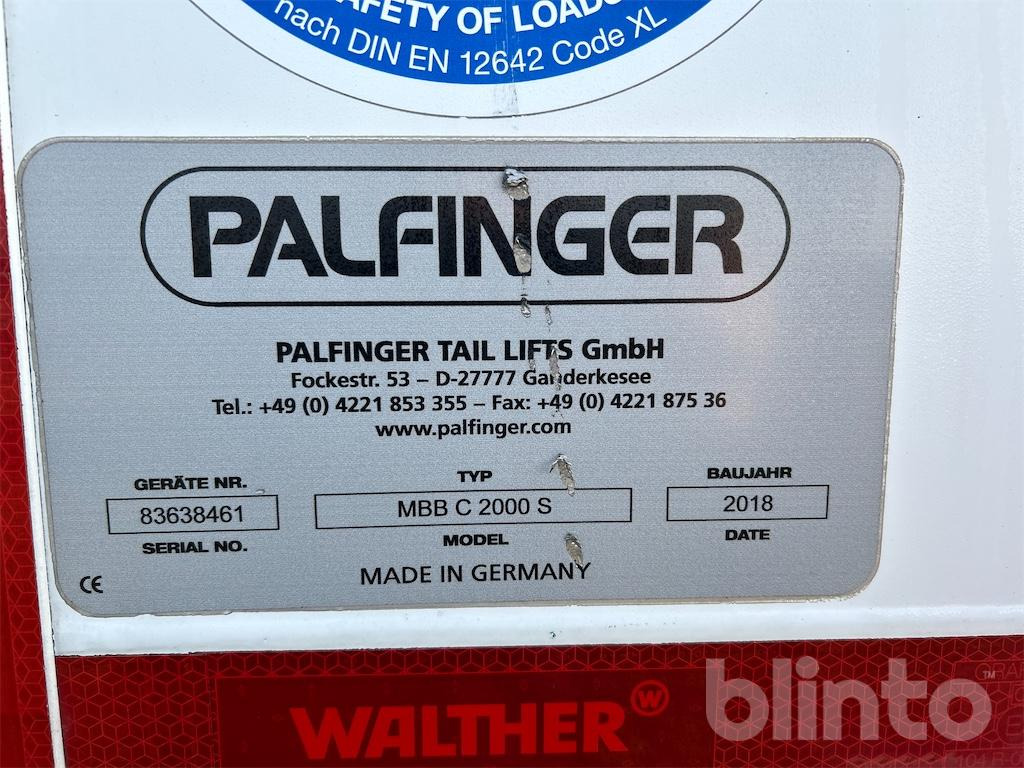 SAFETY OF LOADS
nach DIN EN 12642 Code XL
PALFINGER
PALFINGER TAIL LIFTS GmbH
Fockestr. 53 – D-27777 Ganderkesee
Tel.: +49 (0) 4221 853 355 – Fax: +49 (0) 4221 875 36
www.palfinger.com
GERÄTE NR. TYP BAUJAHR
83638461 MBB C 2000 S 2018
SERIAL NO. MODEL DATE
CE MADE IN GERMANY
WALTHER W
blinto